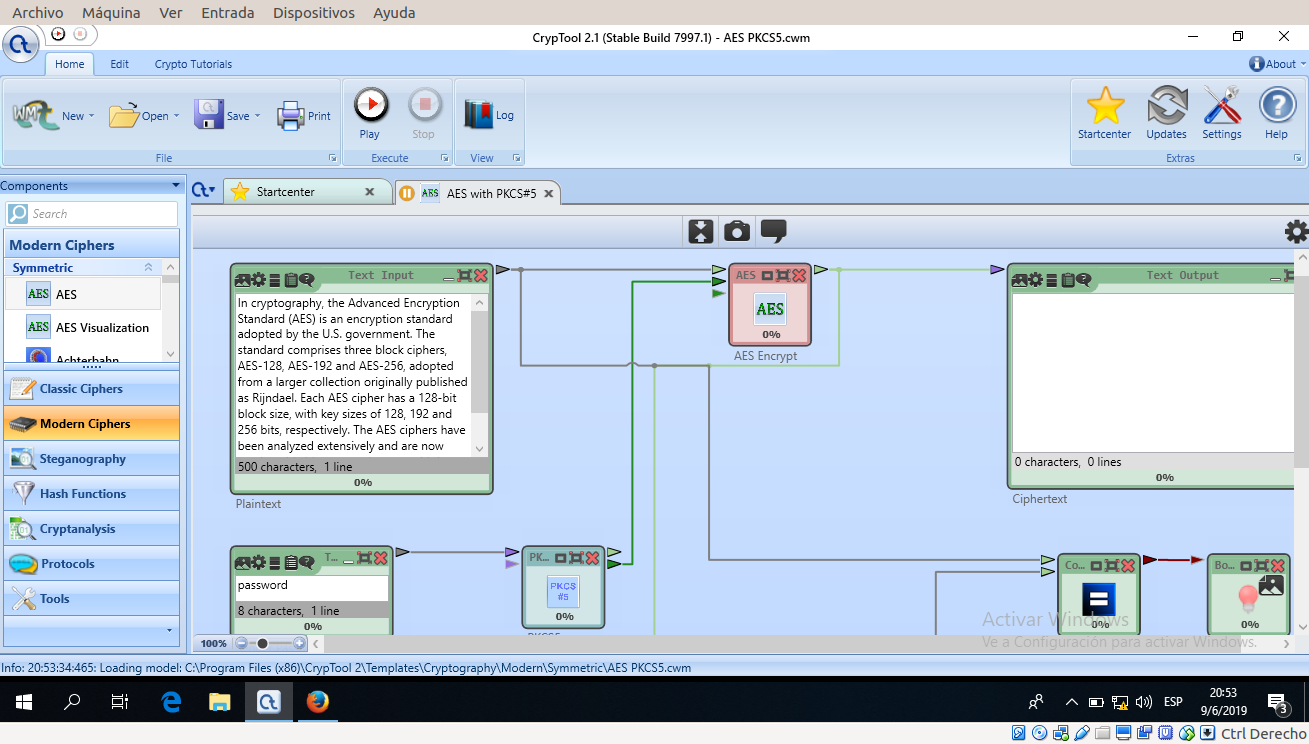 Archivo Máquina Ver Entrada Dispositivos Ayuda
CrypTool 2.1 (Stable Build 7997.1) - AES PKCS5.cwm
Home Edit Crypto Tutorials About
New Open Save Print Play Stop Log Startcenter Updates Settings Help
File Execute View Extras
Components
Startcenter
AES with PKCS#5
Search
Modern Ciphers
Symmetric
AES AES
AES AES Visualization
Achterbahn
Classic Ciphers
Modern Ciphers
Steganography
Hash Functions
Cryptanalysis
Protocols
Tools
Text Input
In cryptography, the Advanced Encryption
Standard (AES) is an encryption standard
adopted by the U.S. government. The
standard comprises three block ciphers,
AES-128, AES-192 and AES-256, adopted
from a larger collection originally published
as Rijndael. Each AES cipher has a 128-bit
block size, with key sizes of 128, 192 and
256 bits, respectively. The AES ciphers have
been analyzed extensively and are now
500 characters, 1 line
0%
Plaintext
AES
AES
0%
AES Encrypt
Text Output
0 characters, 0 lines
0%
Ciphertext
T...
password
8 characters, 1 line
0%
PK...
PKCS
#5
0%
Co...
0%
Bo...
0%
Activar Windows
Ve a Configuración para activar Windows.
100%
Info: 20:53:34:465: Loading model: C:\Program Files (x86)\CrypTool 2\Templates\Cryptography\Modern\Symmetric\AES PKCS5.cwm
ESP
20:53
9/6/2019
3
Ctrl Derecho